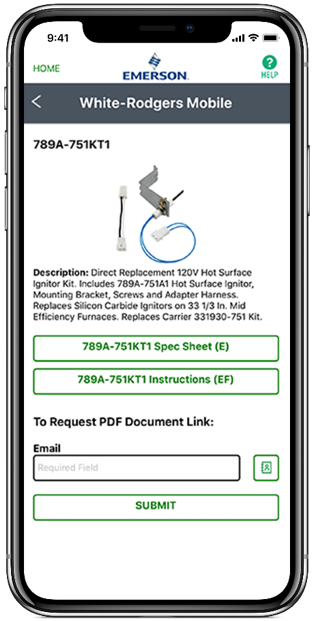 9:41
HOME
EMERSON
HELP
White-Rodgers Mobile
789A-751KT1
Description: Direct Replacement 120V Hot Surface
Ignitor Kit. Includes 789A-751A1 Hot Surface Ignitor,
Mounting Bracket, Screws and Adapter Harness.
Replaces Silicon Carbide Ignitors on 33 1/3 In. Mid
Efficiency Furnaces. Replaces Carrier 331930-751 Kit.
789A-751KT1 Spec Sheet (E)
789A-751KT1 Instructions (EF)
To Request PDF Document Link:
Email
Required Field
SUBMIT